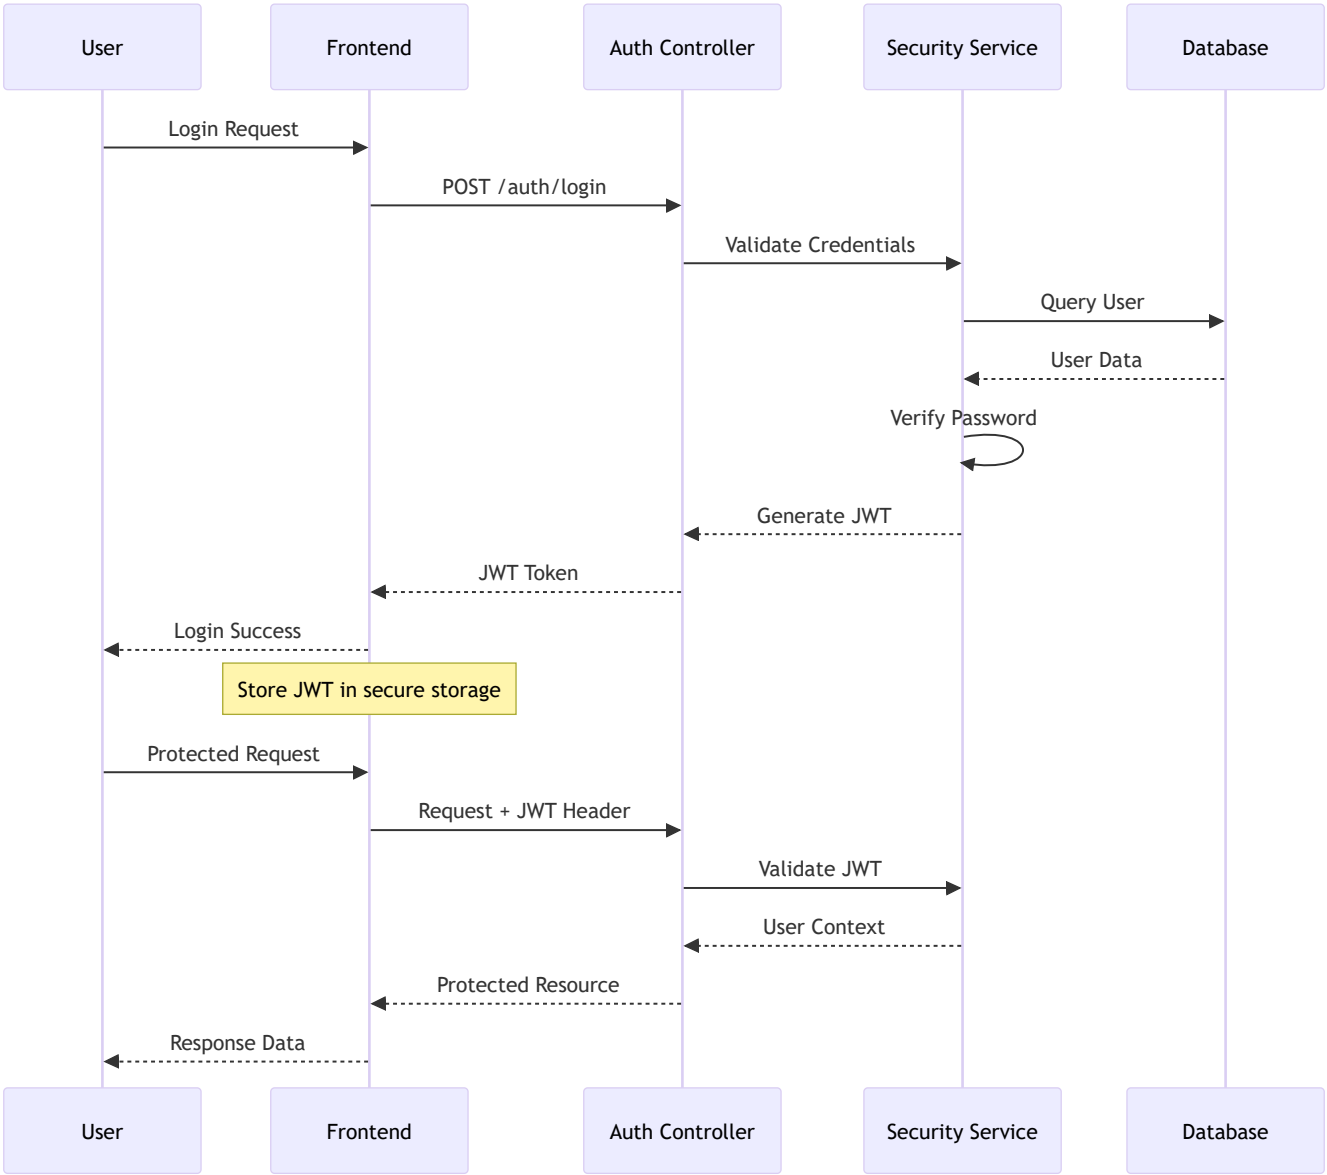 User
Frontend
Auth Controller
Security Service
Database
Login Request
POST /auth/login
Validate Credentials
Query User
User Data
Verify Password
Generate JWT
JWT Token
Login Success
Store JWT in secure storage
Protected Request
Request + JWT Header
Validate JWT
User Context
Protected Resource
Response Data
User
Frontend
Auth Controller
Security Service
Database